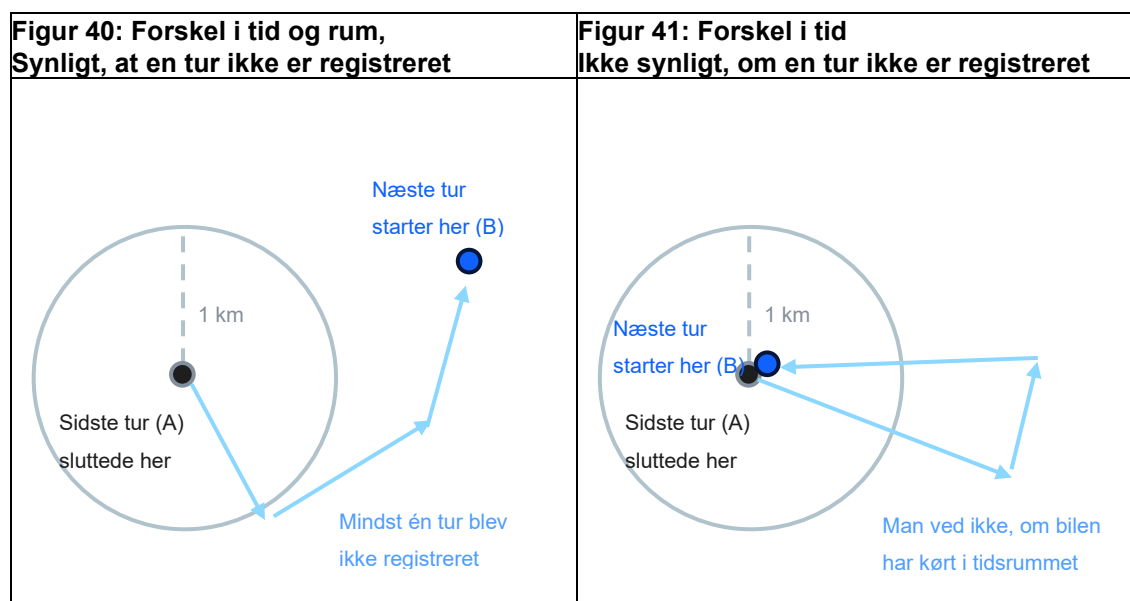 Figur 40: Forskel i tid og rum,
Synligt, at en tur ikke er registreret
Næste tur
starter her (B)
1 km
Sidste tur (A)
sluttede her
Mindst én tur blev
ikke registreret
Figur 41: Forskel i tid
Ikke synligt, om en tur ikke er registreret
1 km
Næste tur
starter her (B)
Sidste tur (A)
sluttede her
Man ved ikke, om bilen
har kørt i tidsrummet